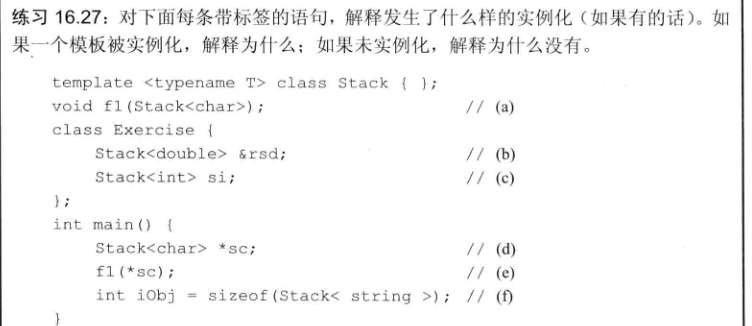 练习 16.27：对下面每条带标签的语句，解释发生了什么样的实例化（如果有的话）。如
果一个模板被实例化，解释为什么；如果未实例化，解释为什么没有。
template <typename T> class Stack { };
void f1(Stack<char>); // (a)
class Exercise {
Stack<double> &rsd; // (b)
Stack<int> si; // (c)
};
int main() {
Stack<char> *sc; // (d)
f1(*sc); // (e)
int iObj = sizeof(Stack< string >); // (f)
}